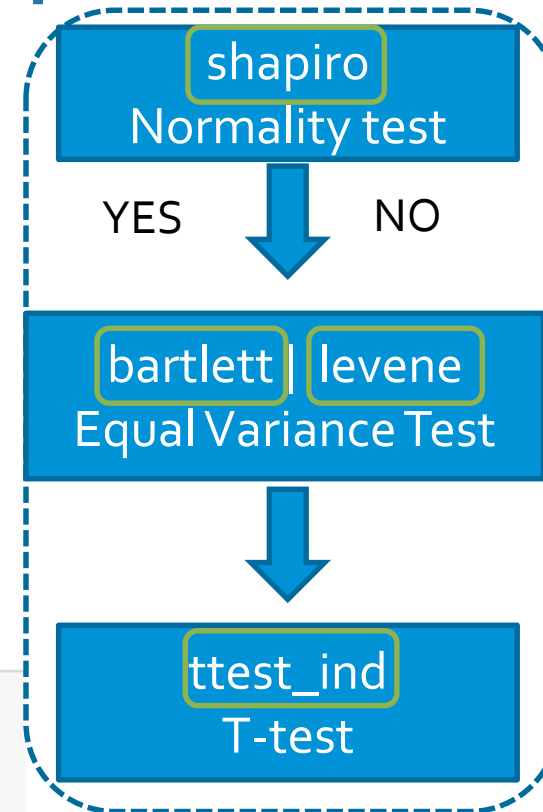 shapiro
Normality test
YES NO
bartlett | levene
Equal Variance Test
ttest_ind
T-test